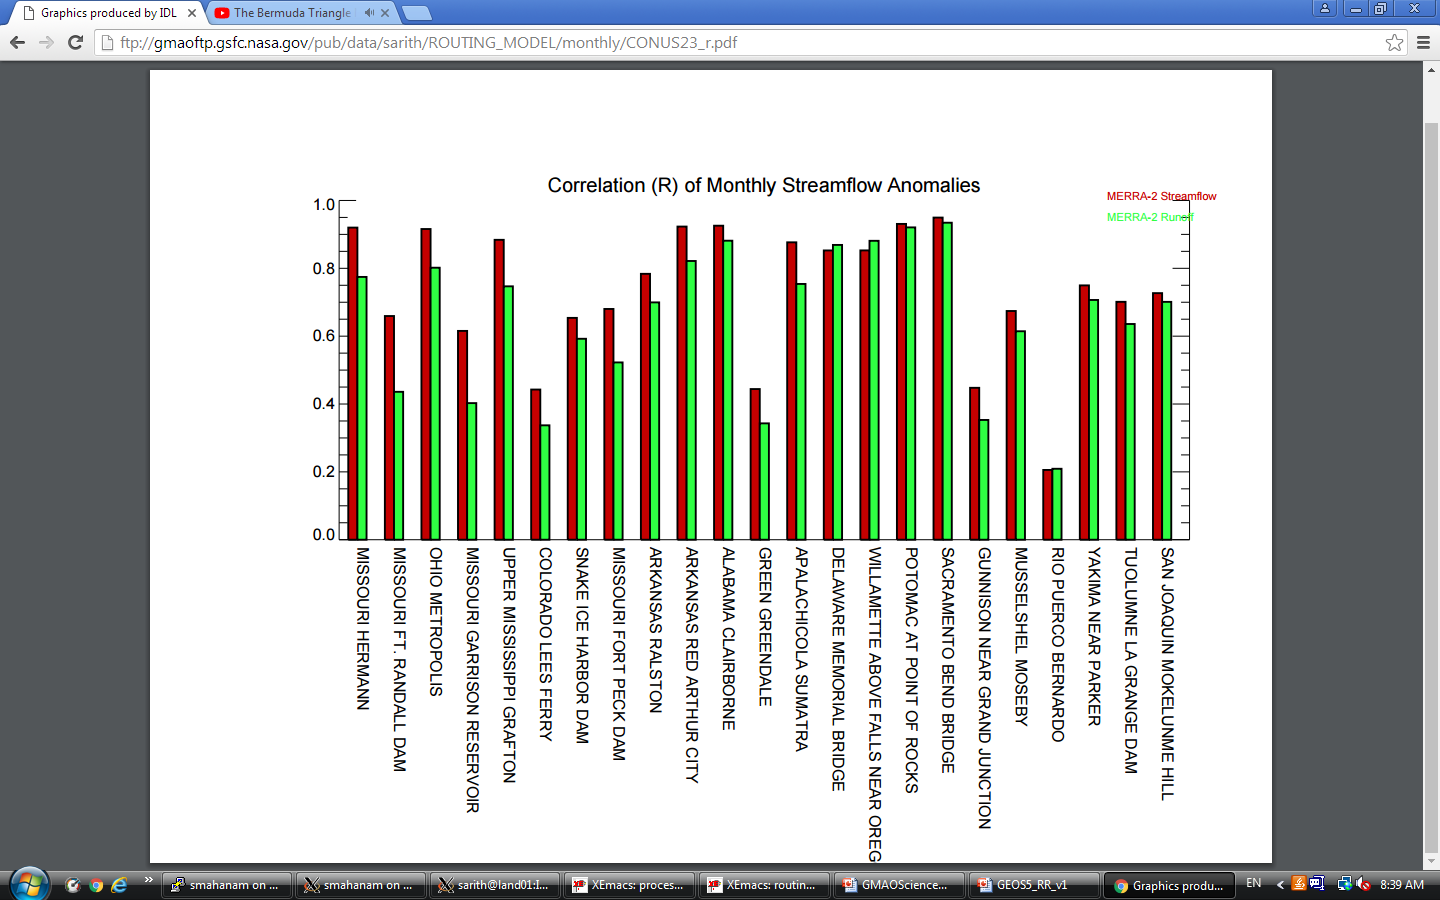 Graphics produced by IDL
The Bermuda Triangle
ftp://gmaoftp.gsfc.nasa.gov/pub/data/sarith/ROUTING_MODEL/monthly/CONUS23_r.pdf
Correlation (R) of Monthly Streamflow Anomalies
MERRA-2 Streamflow
MERRA-2 Runoff
1.0
0.8
0.6
0.4
0.2
0.0
MISSOURI HERMANN
MISSOURI FT. RANDALL DAM
OHIO METROPOLIS
MISSOURI GARRISON RESERVOIR
UPPER MISSISSIPPI GRAFTON
COLORADO LEES FERRY
SNAKE ICE HARBOR DAM
MISSOURI FORT PECK DAM
ARKANSAS RALSTON
ARKANSAS RED ARTHUR CITY
ALABAMA CLAIRBORNE
GREEN GREENDALE
APALACHICOLA SUMATRA
DELAWARE MEMORIAL BRIDGE
WILLAMETTE ABOVE FALLS NEAR OREG
POTOMAC AT POINT OF ROCKS
SACRAMENTO BEND BRIDGE
GUNNISON NEAR GRAND JUNCTION
MUSSELSHEL MOSEBY
RIO PUERCO BERNARDO
YAKIMA NEAR PARKER
TUOLUMNE LA GRANGE DAM
SAN JOAQUIN MOKELUNME HILL
smahanam on ...
smahanam on ...
sarith@land01:I...
XEmacs: proces...
XEmacs: routin...
GMAOScience...
GEOS5_RR_v1
Graphics produ...
EN
8:39 AM